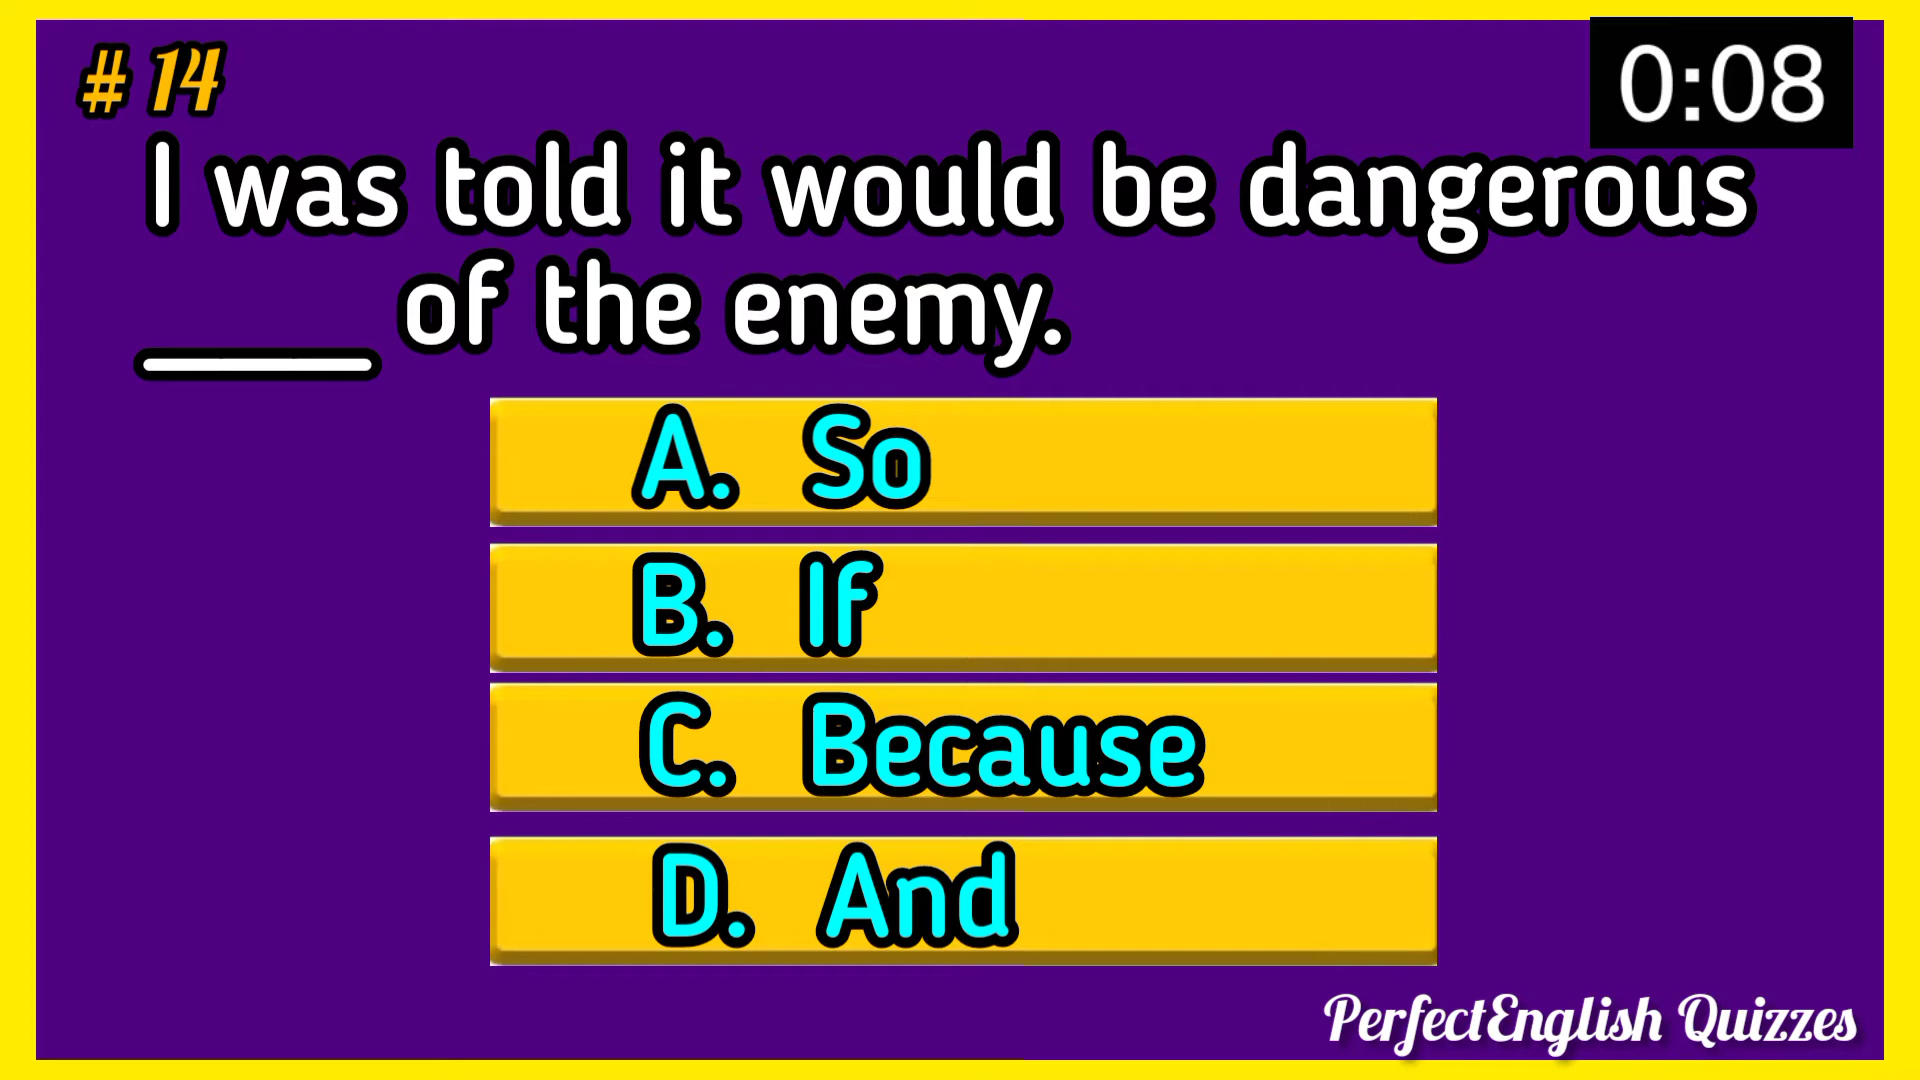 # 14
0:08
I was told it would be dangerous
____ of the enemy.
A. So
B. If
C. Because
D. And
PerfectEnglish Quizzes